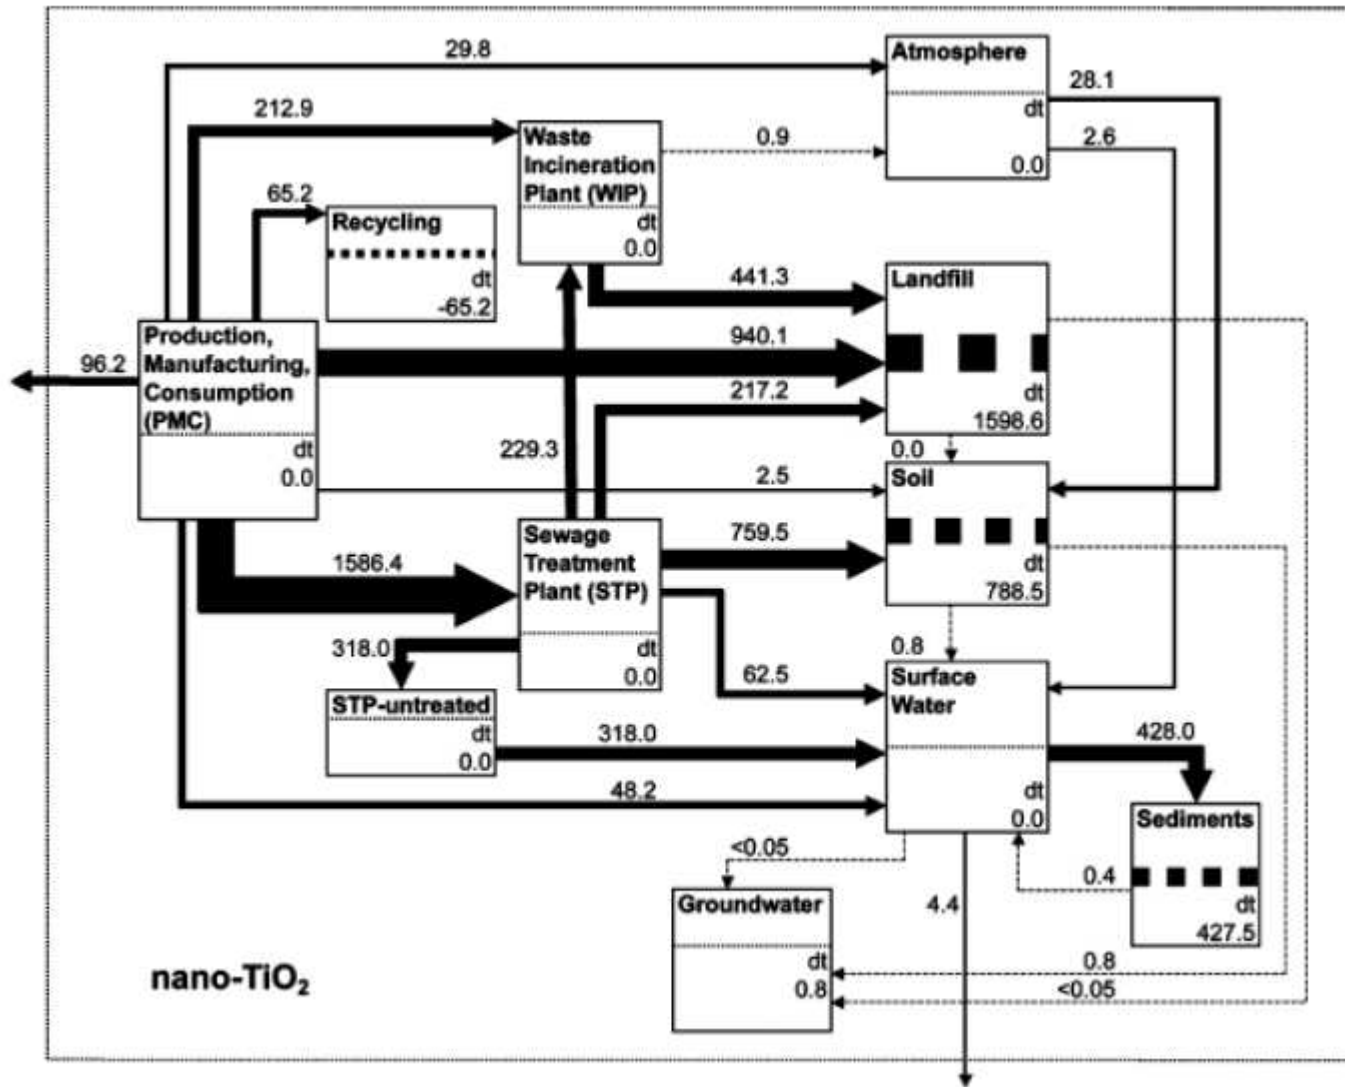 29.8
Atmosphere
28.1
dt
0.0
2.6
212.9
Waste
Incineration
Plant (WIP)
dt
0.0
0.9
65.2
Recycling
dt
-65.2
441.3
Landfill
dt
1598.6
Production,
Manufacturing,
Consumption
(PMC)
dt
0.0
96.2
940.1
217.2
229.3
0.0
2.5
Soil
dt
788.5
1586.4
Sewage
Treatment
Plant (STP)
dt
0.0
759.5
318.0
STP-untreated
dt
0.0
62.5
0.8
Surface
Water
dt
0.0
318.0
428.0
48.2
Sediments
dt
427.5
<0.05
0.4
Groundwater
dt
0.8
4.4
0.8
<0.05
nano-TiO₂